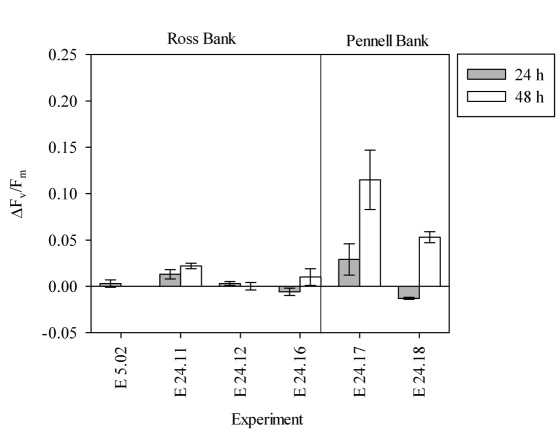 Ross Bank
Pennell Bank
24 h
48 h
0.25
0.20
0.15
0.10
0.05
0.00
-0.05
ΔFv/Fm
E 5.02
E 24.11
E 24.12
E 24.16
E 24.17
E 24.18
Experiment